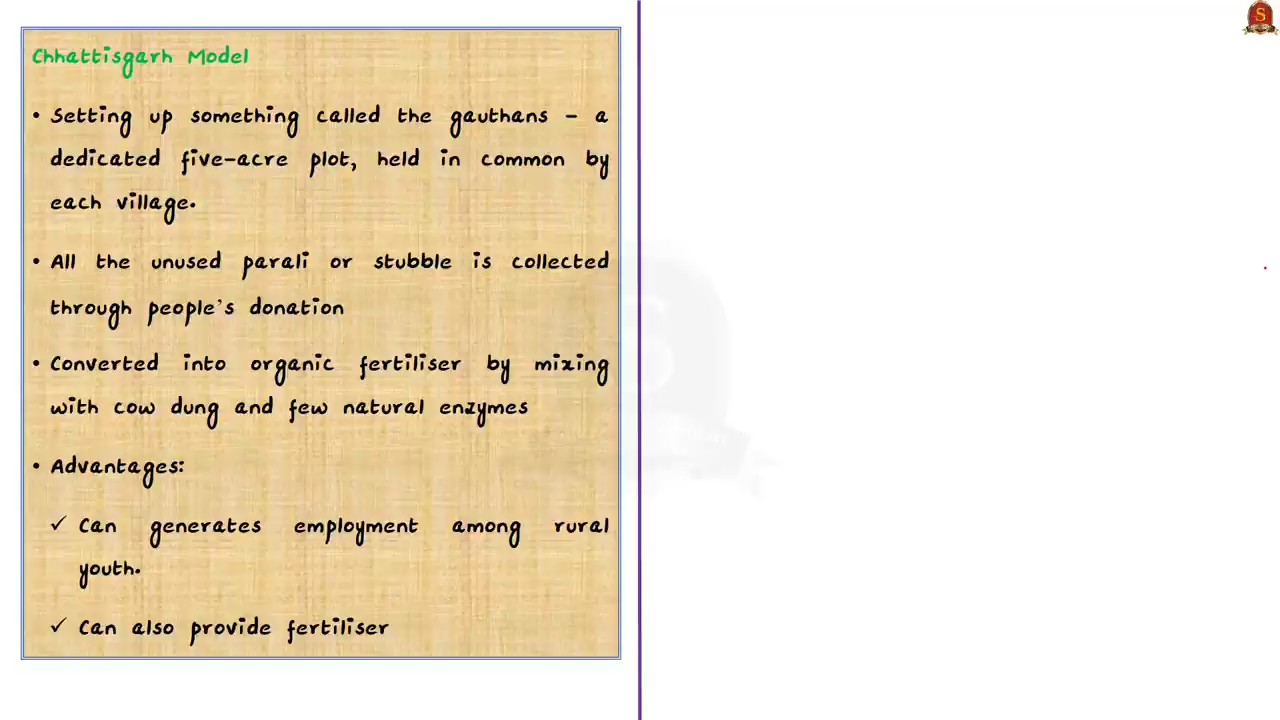 Chhattisgarh Model
• Setting up something called the gauthans – a
dedicated five-acre plot, held in common by
each village.
• All the unused parali or stubble is collected
through people's donation
• Converted into organic fertiliser by mixing
with cow dung and few natural enzymes
• Advantages:
✓ Can generates employment among rural
youth.
✓ Can also provide fertiliser
S